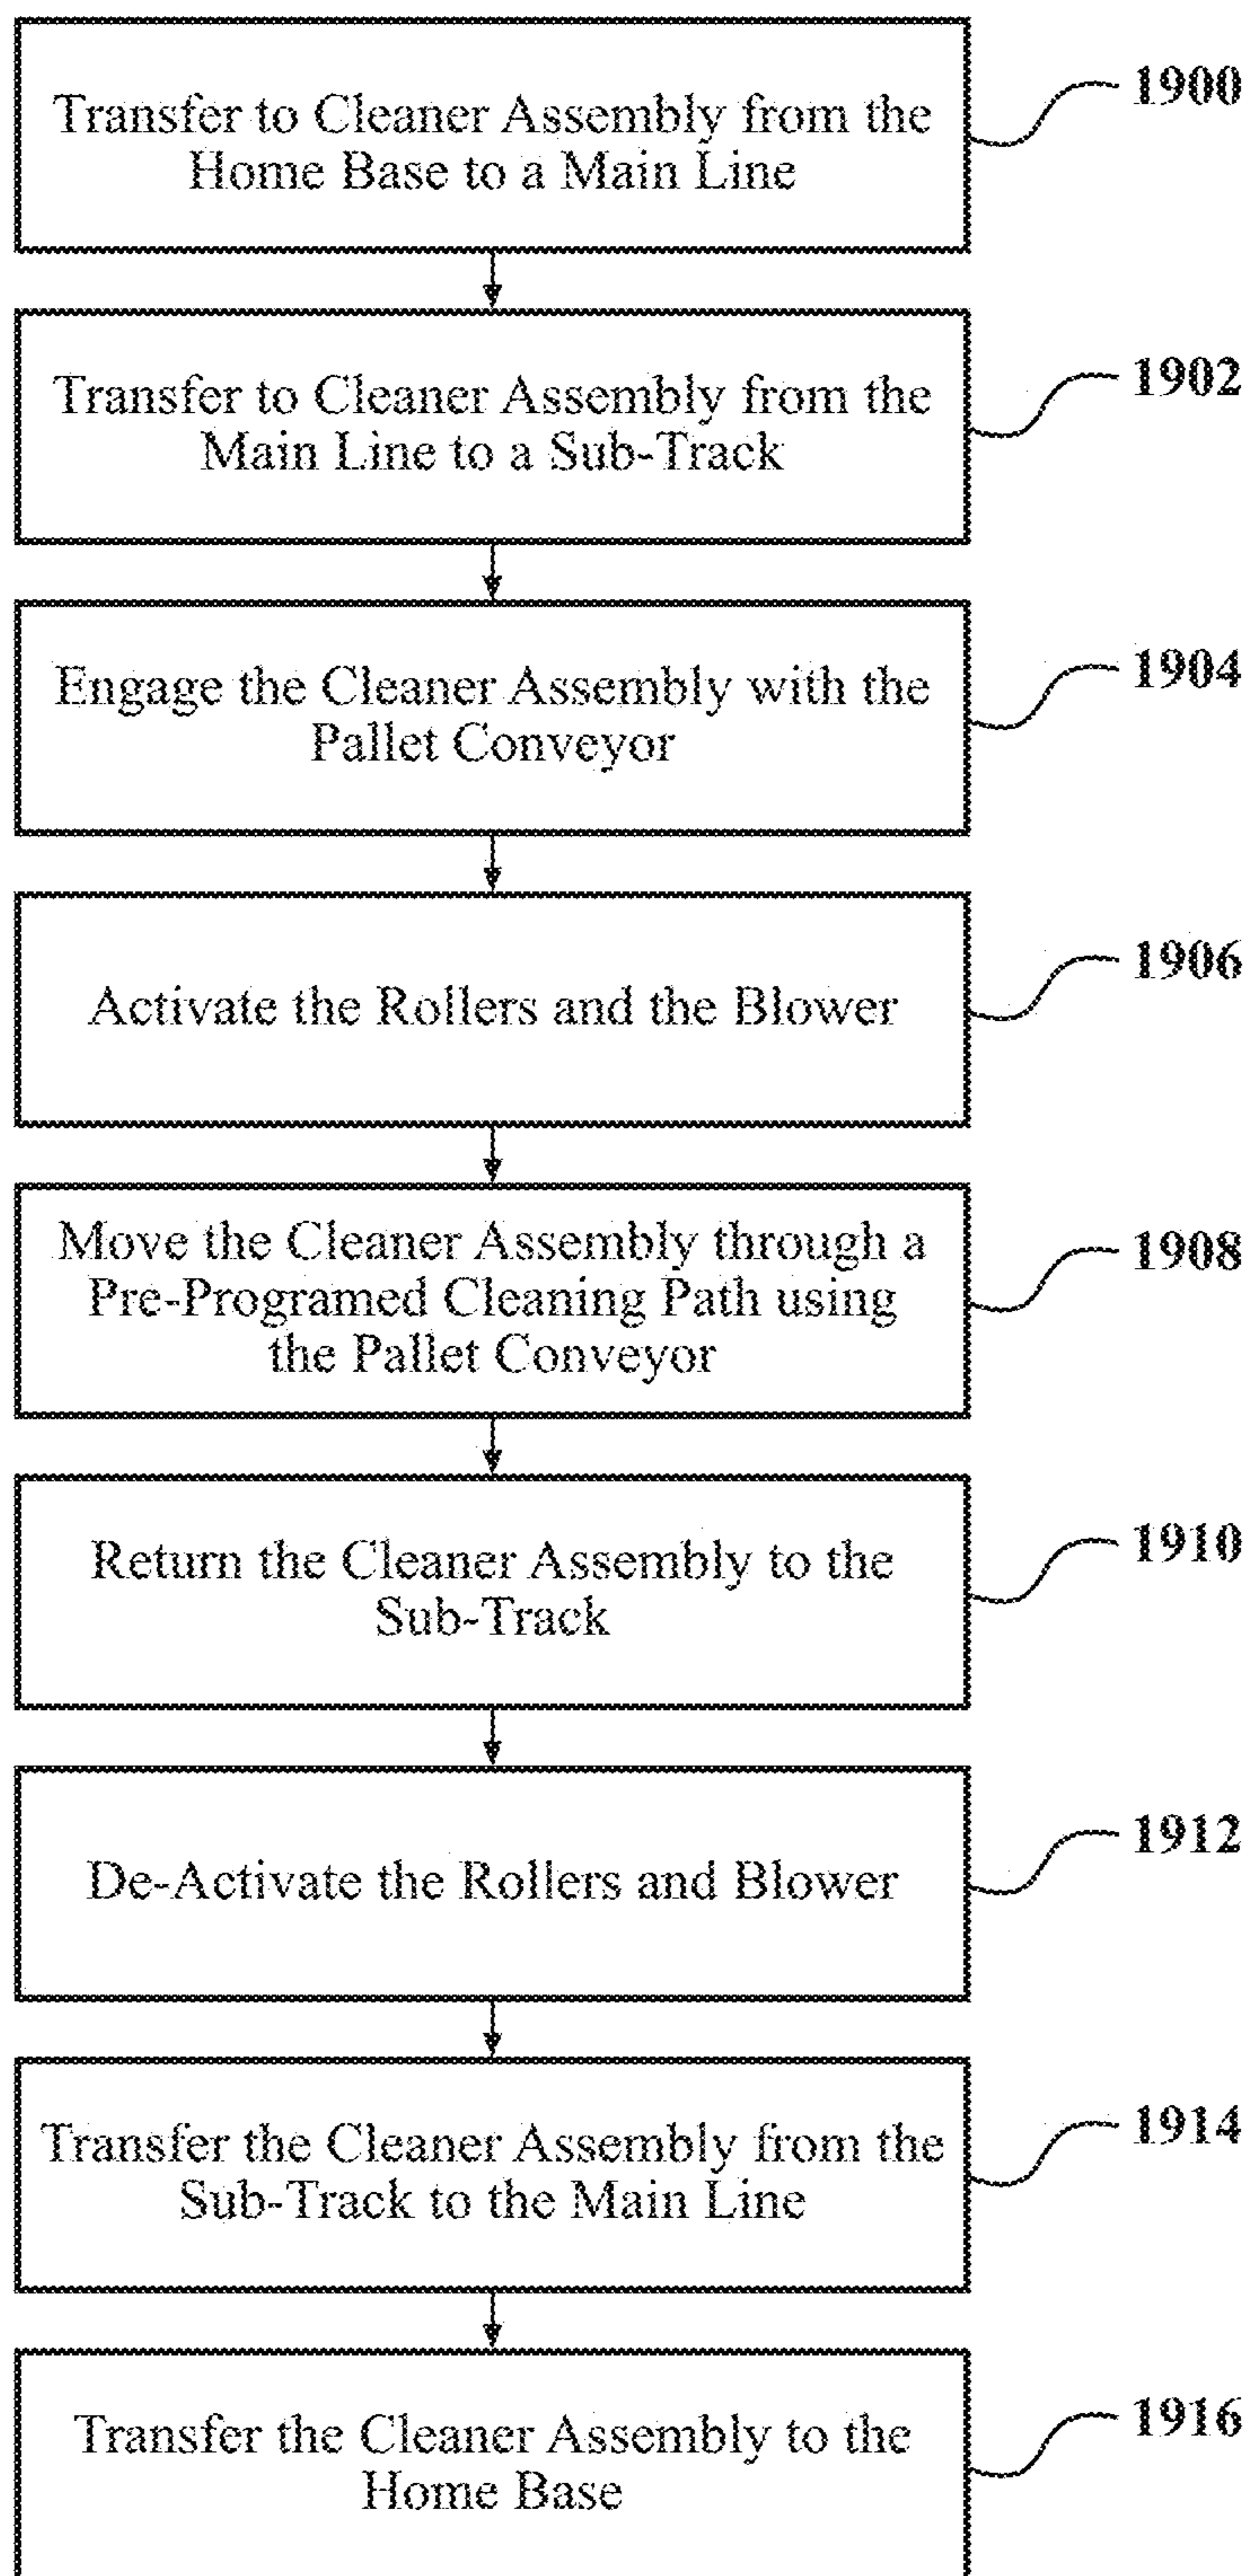 Transfer to Cleaner Assembly from the
Home Base to a Main Line
1900
Transfer to Cleaner Assembly from the
Main Line to a Sub-Track
1902
Engage the Cleaner Assembly with the
Pallet Conveyor
1904
Activate the Rollers and the Blower
1906
Move the Cleaner Assembly through a
Pre-Programed Cleaning Path using
the Pallet Conveyor
1908
Return the Cleaner Assembly to the
Sub-Track
1910
De-Activate the Rollers and Blower
1912
Transfer the Cleaner Assembly from the
Sub-Track to the Main Line
1914
Transfer the Cleaner Assembly to the
Home Base
1916